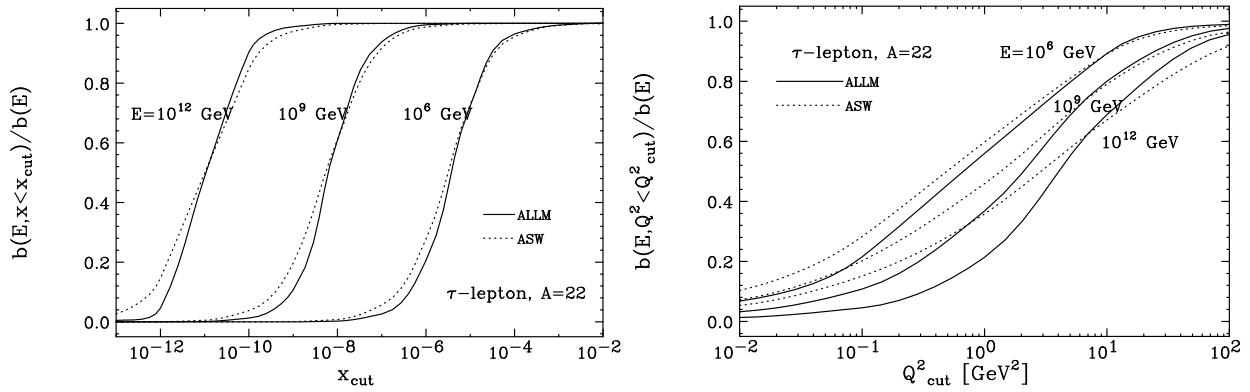 b(E,x<x_cut)/b(E)
1.0
0.8
0.6
0.4
0.2
0.0
E=10^12 GeV
10^9 GeV
10^6 GeV
ALLM
ASW
τ-lepton, A=22
10^-12
10^-10
10^-8
10^-6
10^-4
10^-2
x_cut
b(E,Q^2<Q^2_cut)/b(E)
1.0
0.8
0.6
0.4
0.2
0.0
τ-lepton, A=22
ALLM
ASW
E=10^6 GeV
10^9 GeV
10^12 GeV
10^-2
10^-1
10^0
10^1
10^2
Q^2_cut [GeV^2]